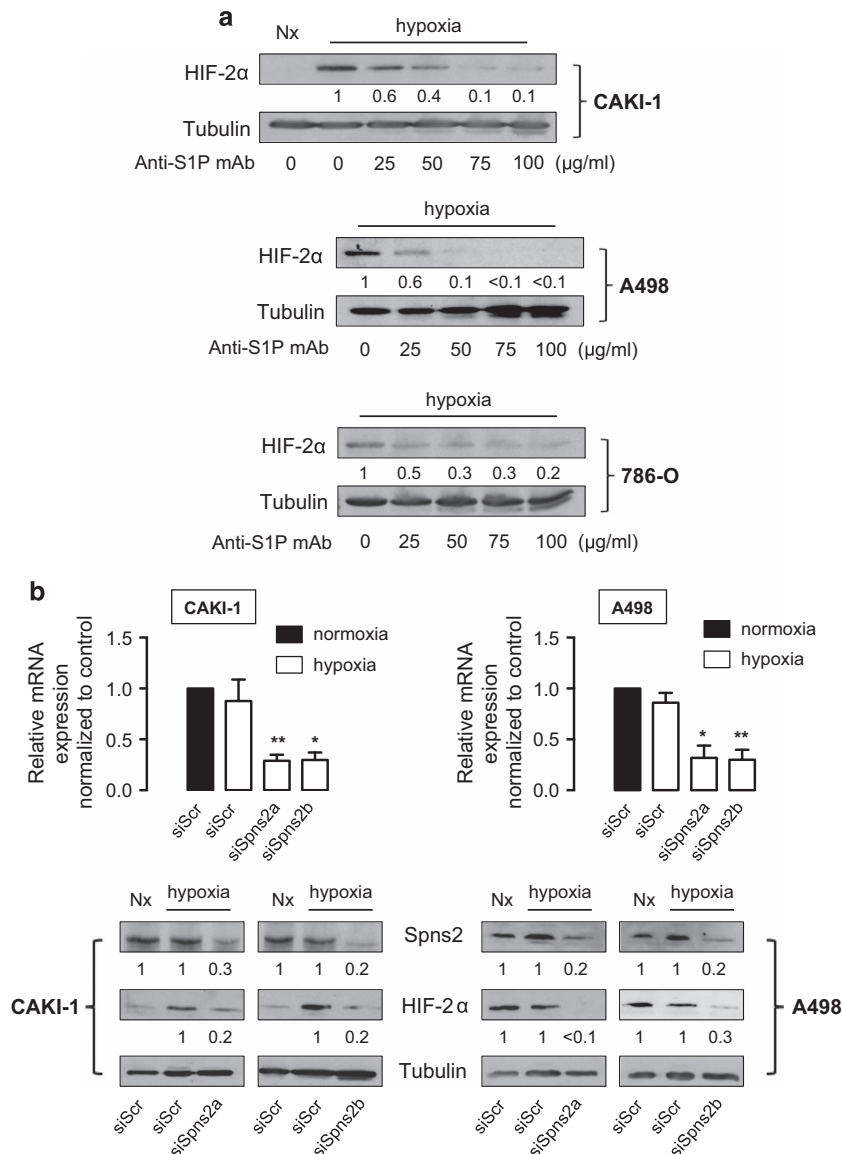 a
Nx hypoxia
HIF-2α
1 0.6 0.4 0.1 0.1
CAKI-1
Tubulin
Anti-S1P mAb 0 0 25 50 75 100 (µg/ml)
hypoxia
HIF-2α
1 0.6 0.1 <0.1 <0.1
A498
Tubulin
Anti-S1P mAb 0 25 50 75 100 (µg/ml)
hypoxia
HIF-2α
1 0.5 0.3 0.3 0.2
786-O
Tubulin
Anti-S1P mAb 0 25 50 75 100 (µg/ml)
b
CAKI-1
normoxia
hypoxia
Relative mRNA
expression
normalized to control
1.5
1.0
0.5
0.0
** *
siScr siScr siSpns2a siSpns2b
A498
normoxia
hypoxia
Relative mRNA
expression
normalized to control
1.5
1.0
0.5
0.0
* **
siScr siScr siSpns2a siSpns2b
Nx hypoxia Nx hypoxia Nx hypoxia Nx hypoxia
Spns2
1 1 0.3 1 1 0.2 1 1 0.2 1 1 0.2
CAKI-1 HIF-2α A498
1 0.2 1 0.2 1 1 <0.1 1 1 0.3
Tubulin
siScr siScr siSpns2a siScr siScr siSpns2b siScr siScr siSpns2a siScr siScr siSpns2b